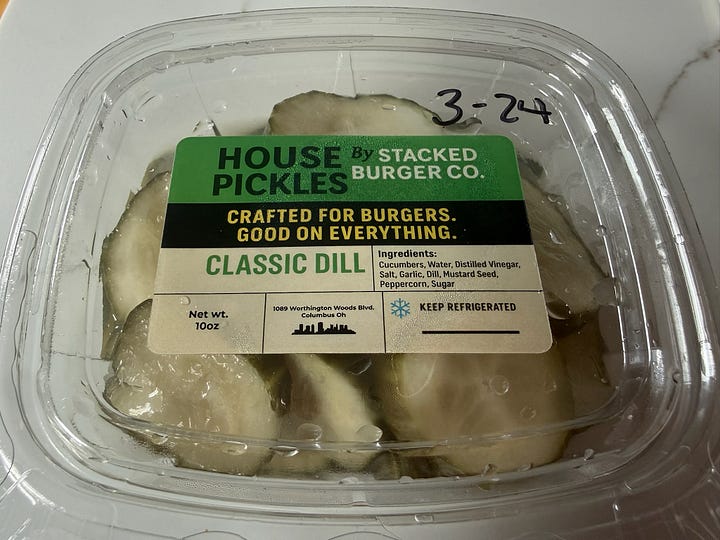 3-24
HOUSE By STACKED
PICKLES BURGER CO.
CRAFTED FOR BURGERS.
GOOD ON EVERYTHING.
CLASSIC DILL
Ingredients:
Cucumbers, Water, Distilled Vinegar,
Salt, Garlic, Dill, Mustard Seed,
Peppercorn, Sugar
Net wt.
10oz
1089 Worthington Woods Blvd.
Columbus Oh
KEEP REFRIGERATED